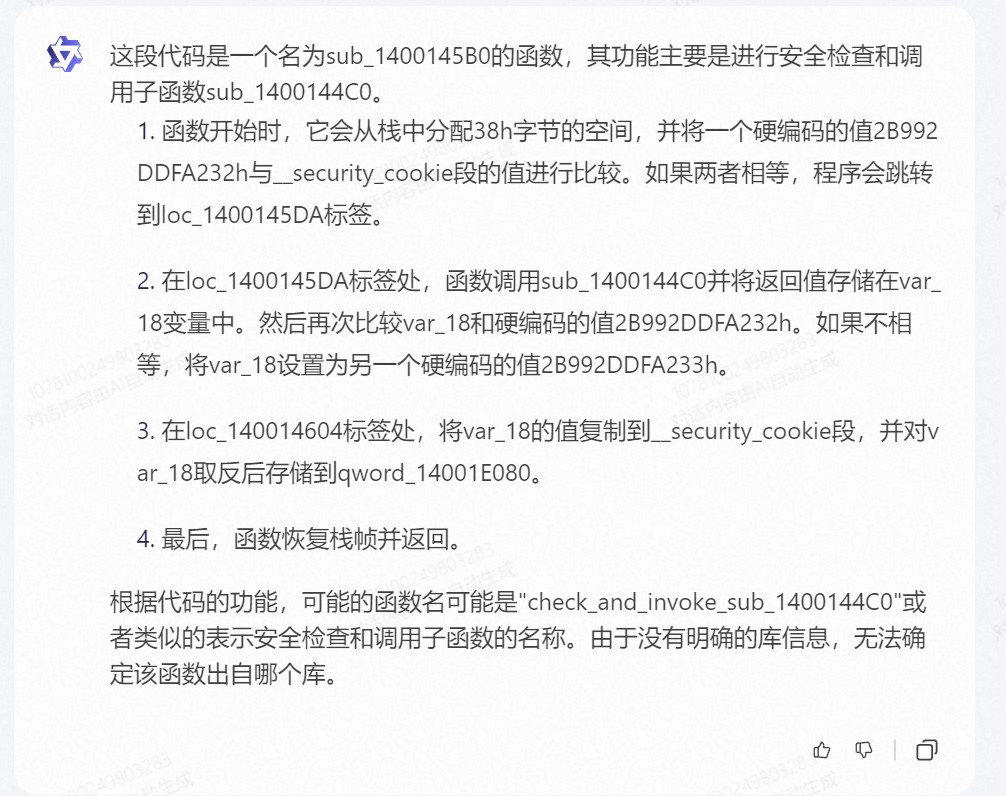 这段代码是一个名为sub_1400145B0的函数，其功能主要是进行安全检查和调
用子函数sub_1400144C0。
1. 函数开始时，它会从栈中分配38h字节的空间，并将一个硬编码的值2B992
DDFA232h与__security_cookie段的值进行比较。如果两者相等，程序会跳转
到loc_1400145DA标签。
2. 在loc_1400145DA标签处，函数调用sub_1400144C0并将返回值存储在var_
18变量中。然后再次比较var_18和硬编码的值2B992DDFA232h。如果不相
等，将var_18设置为另一个硬编码的值2B992DDFA233h。
3. 在loc_140014604标签处，将var_18的值复制到__security_cookie段，并对v
ar_18取反后存储到qword_14001E080。
4. 最后，函数恢复栈帧并返回。
根据代码的功能，可能的函数名可能是"check_and_invoke_sub_1400144C0"或
者类似的表示安全检查和调用子函数的名称。由于没有明确的库信息，无法确
定该函数出自哪个库。